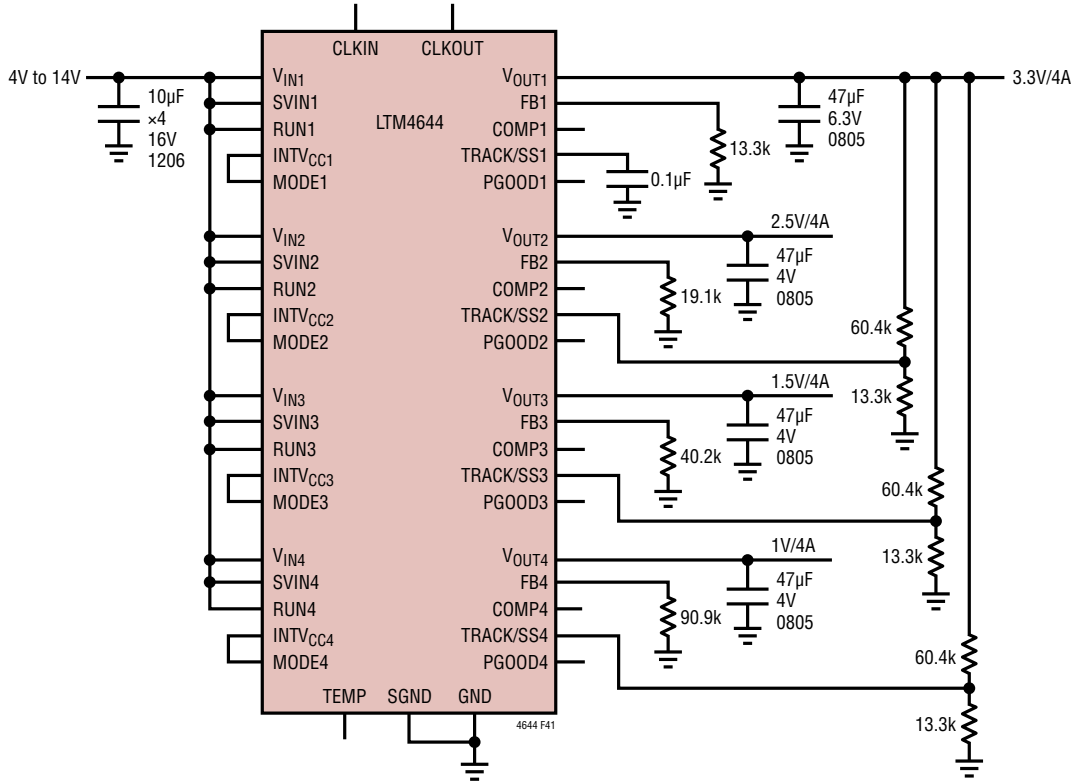 CLKIN CLKOUT
4V to 14V
10µF
×4
16V
1206
LTM4644
VIN1
SVIN1
RUN1
INTVCC1
MODE1
VIN2
SVIN2
RUN2
INTVCC2
MODE2
VIN3
SVIN3
RUN3
INTVCC3
MODE3
VIN4
SVIN4
RUN4
INTVCC4
MODE4
VOUT1
FB1
COMP1
TRACK/SS1
PGOOD1
VOUT2
FB2
COMP2
TRACK/SS2
PGOOD2
VOUT3
FB3
COMP3
TRACK/SS3
PGOOD3
VOUT4
FB4
COMP4
TRACK/SS4
PGOOD4
TEMP SGND GND
4644 F41
3.3V/4A
47µF
6.3V
0805
13.3k
0.1µF
2.5V/4A
47µF
4V
0805
19.1k
60.4k
13.3k
1.5V/4A
47µF
4V
0805
40.2k
60.4k
13.3k
1V/4A
47µF
4V
0805
90.9k
60.4k
13.3k